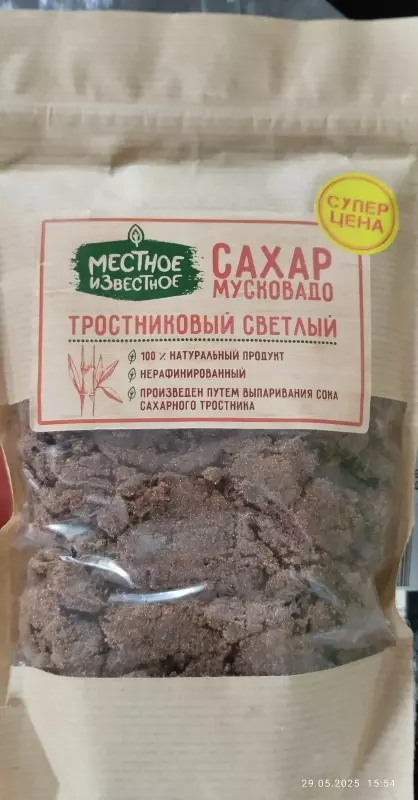 СУПЕР
ЦЕНА
МЕСТНОЕ
ИЗВЕСТНОЕ
САХАР
МУСКОВАДО
ТРОСТНИКОВЫЙ СВЕТЛЫЙ
100 % НАТУРАЛЬНЫЙ ПРОДУКТ
НЕРАФИНИРОВАННЫЙ
ПРОИЗВЕДЕН ПУТЕМ ВЫПАРИВАНИЯ СОКА
САХАРНОГО ТРОСТНИКА
29.05.2025 15:54